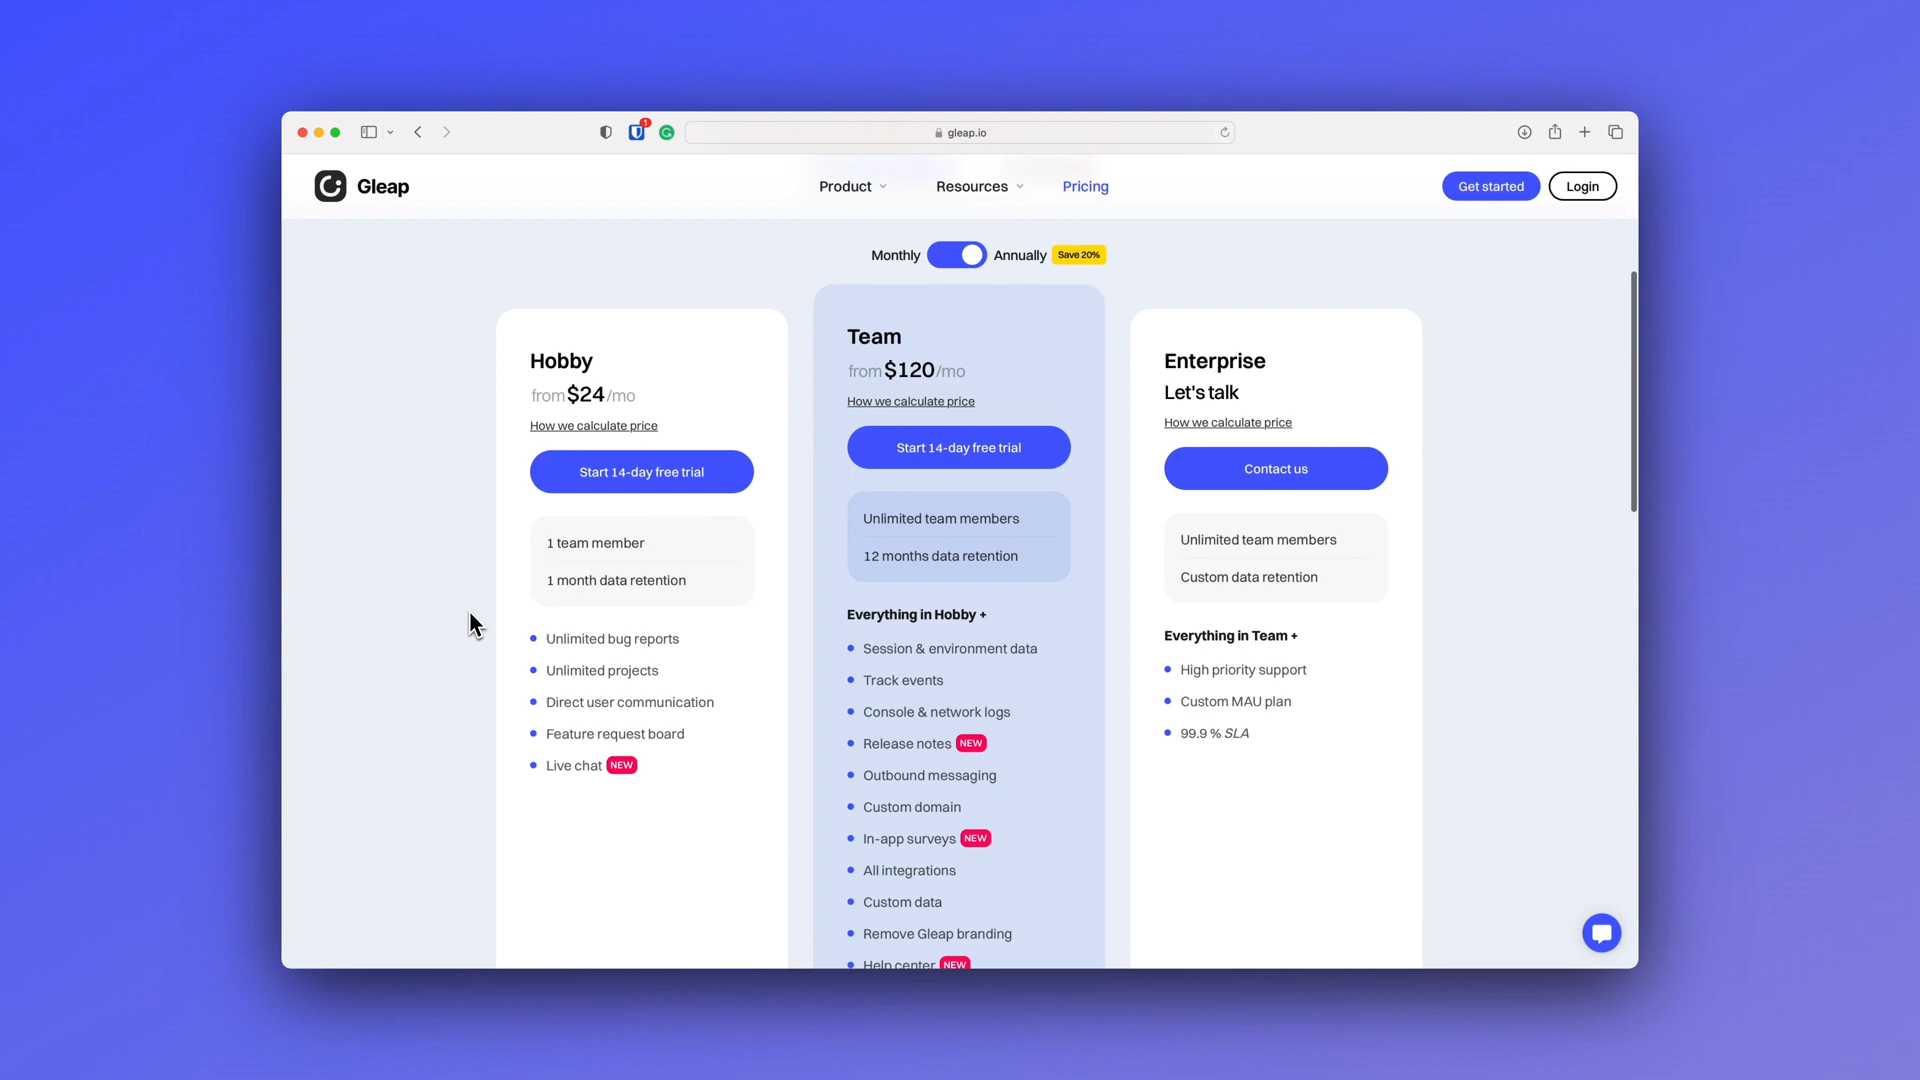 1
gleap.io
Gleap
Product
Resources
Pricing
Get started
Login
Monthly
Annually
Save 20%
Hobby
from $24/mo
How we calculate price
Start 14-day free trial
1 team member
1 month data retention
Unlimited bug reports
Unlimited projects
Direct user communication
Feature request board
Live chat NEW
Team
from $120/mo
How we calculate price
Start 14-day free trial
Unlimited team members
12 months data retention
Everything in Hobby +
Session & environment data
Track events
Console & network logs
Release notes NEW
Outbound messaging
Custom domain
In-app surveys NEW
All integrations
Custom data
Remove Gleap branding
Help center NEW
Enterprise
Let's talk
How we calculate price
Contact us
Unlimited team members
Custom data retention
Everything in Team +
High priority support
Custom MAU plan
99.9 % SLA